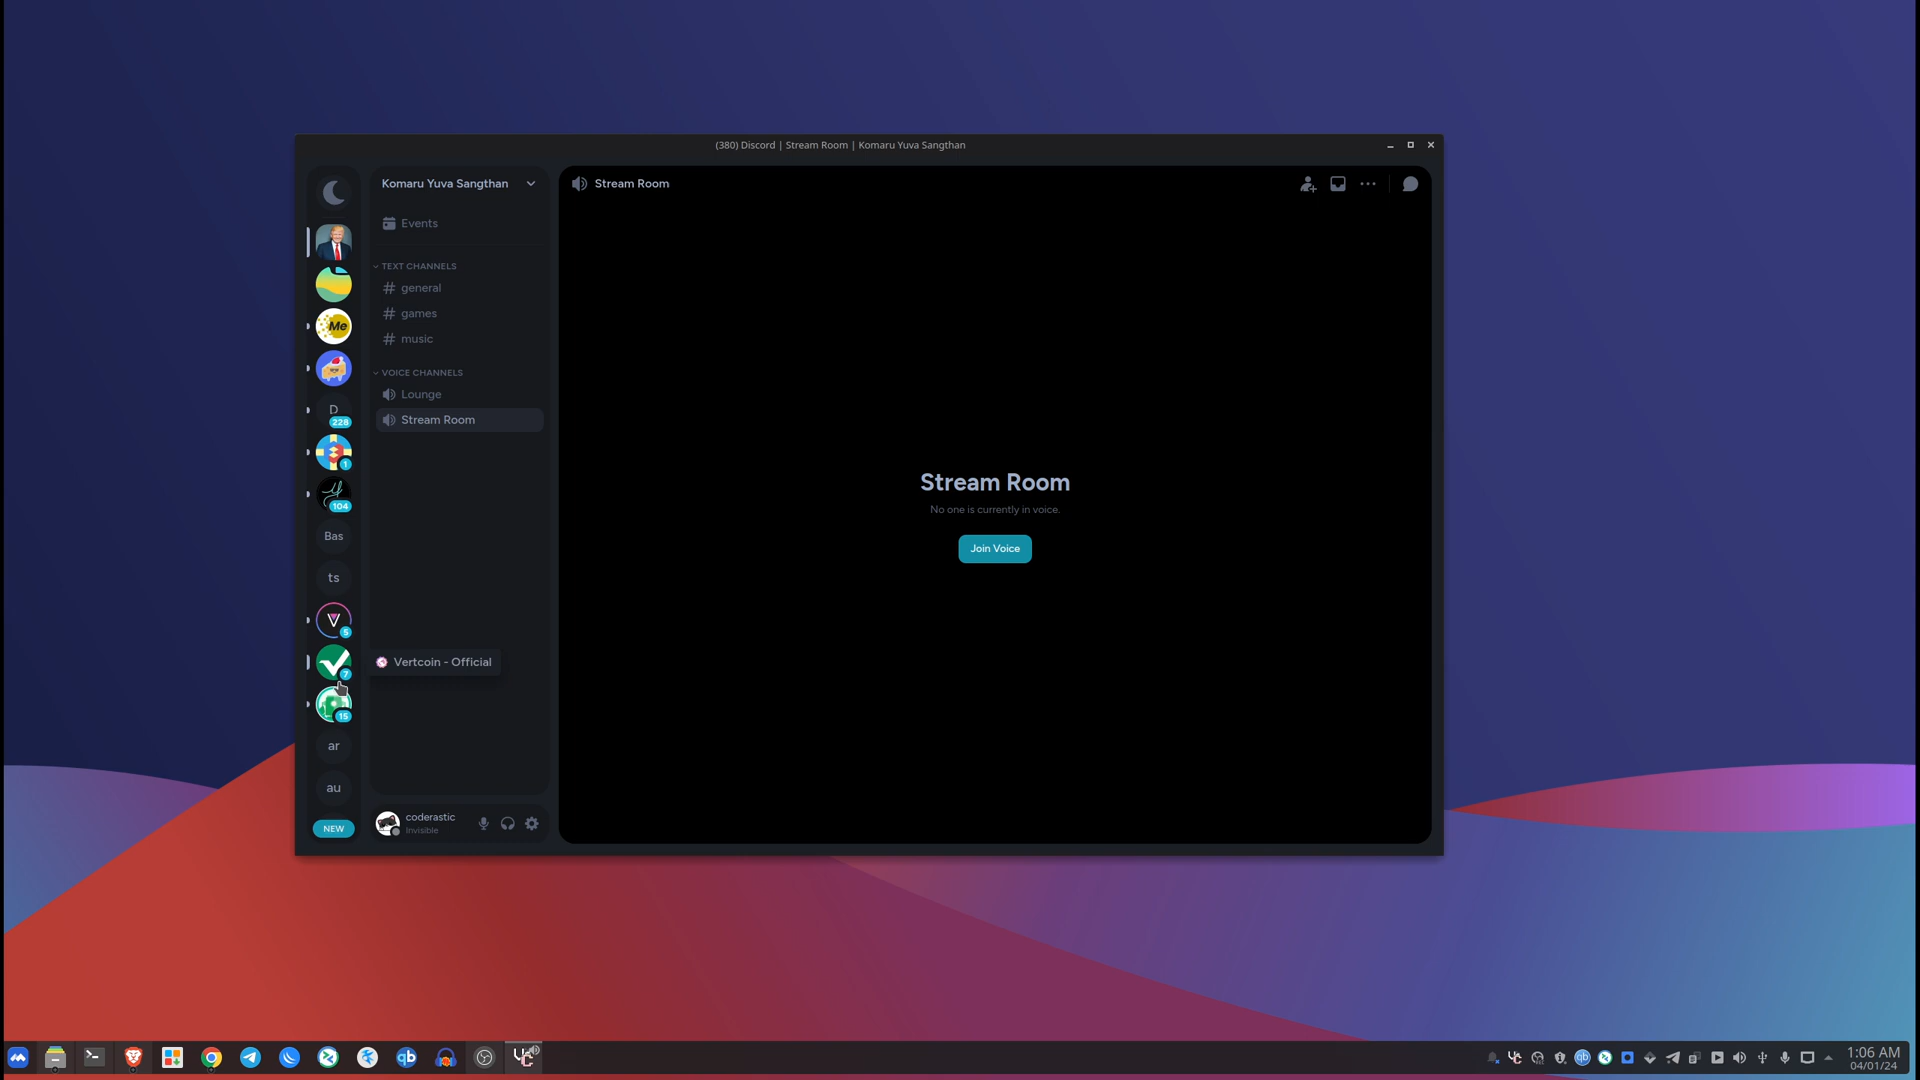 (380) Discord | Stream Room | Komaru Yuva Sangthan
Komaru Yuva Sangthan
Stream Room
Events
TEXT CHANNELS
general
games
music
VOICE CHANNELS
Lounge
Stream Room
Me
D
228
1
104
Bas
ts
5
7
Vertcoin - Official
15
ar
au
NEW
coderastic
Invisible
Stream Room
No one is currently in voice.
Join Voice
qb
qb
1:06 AM
04/01/24